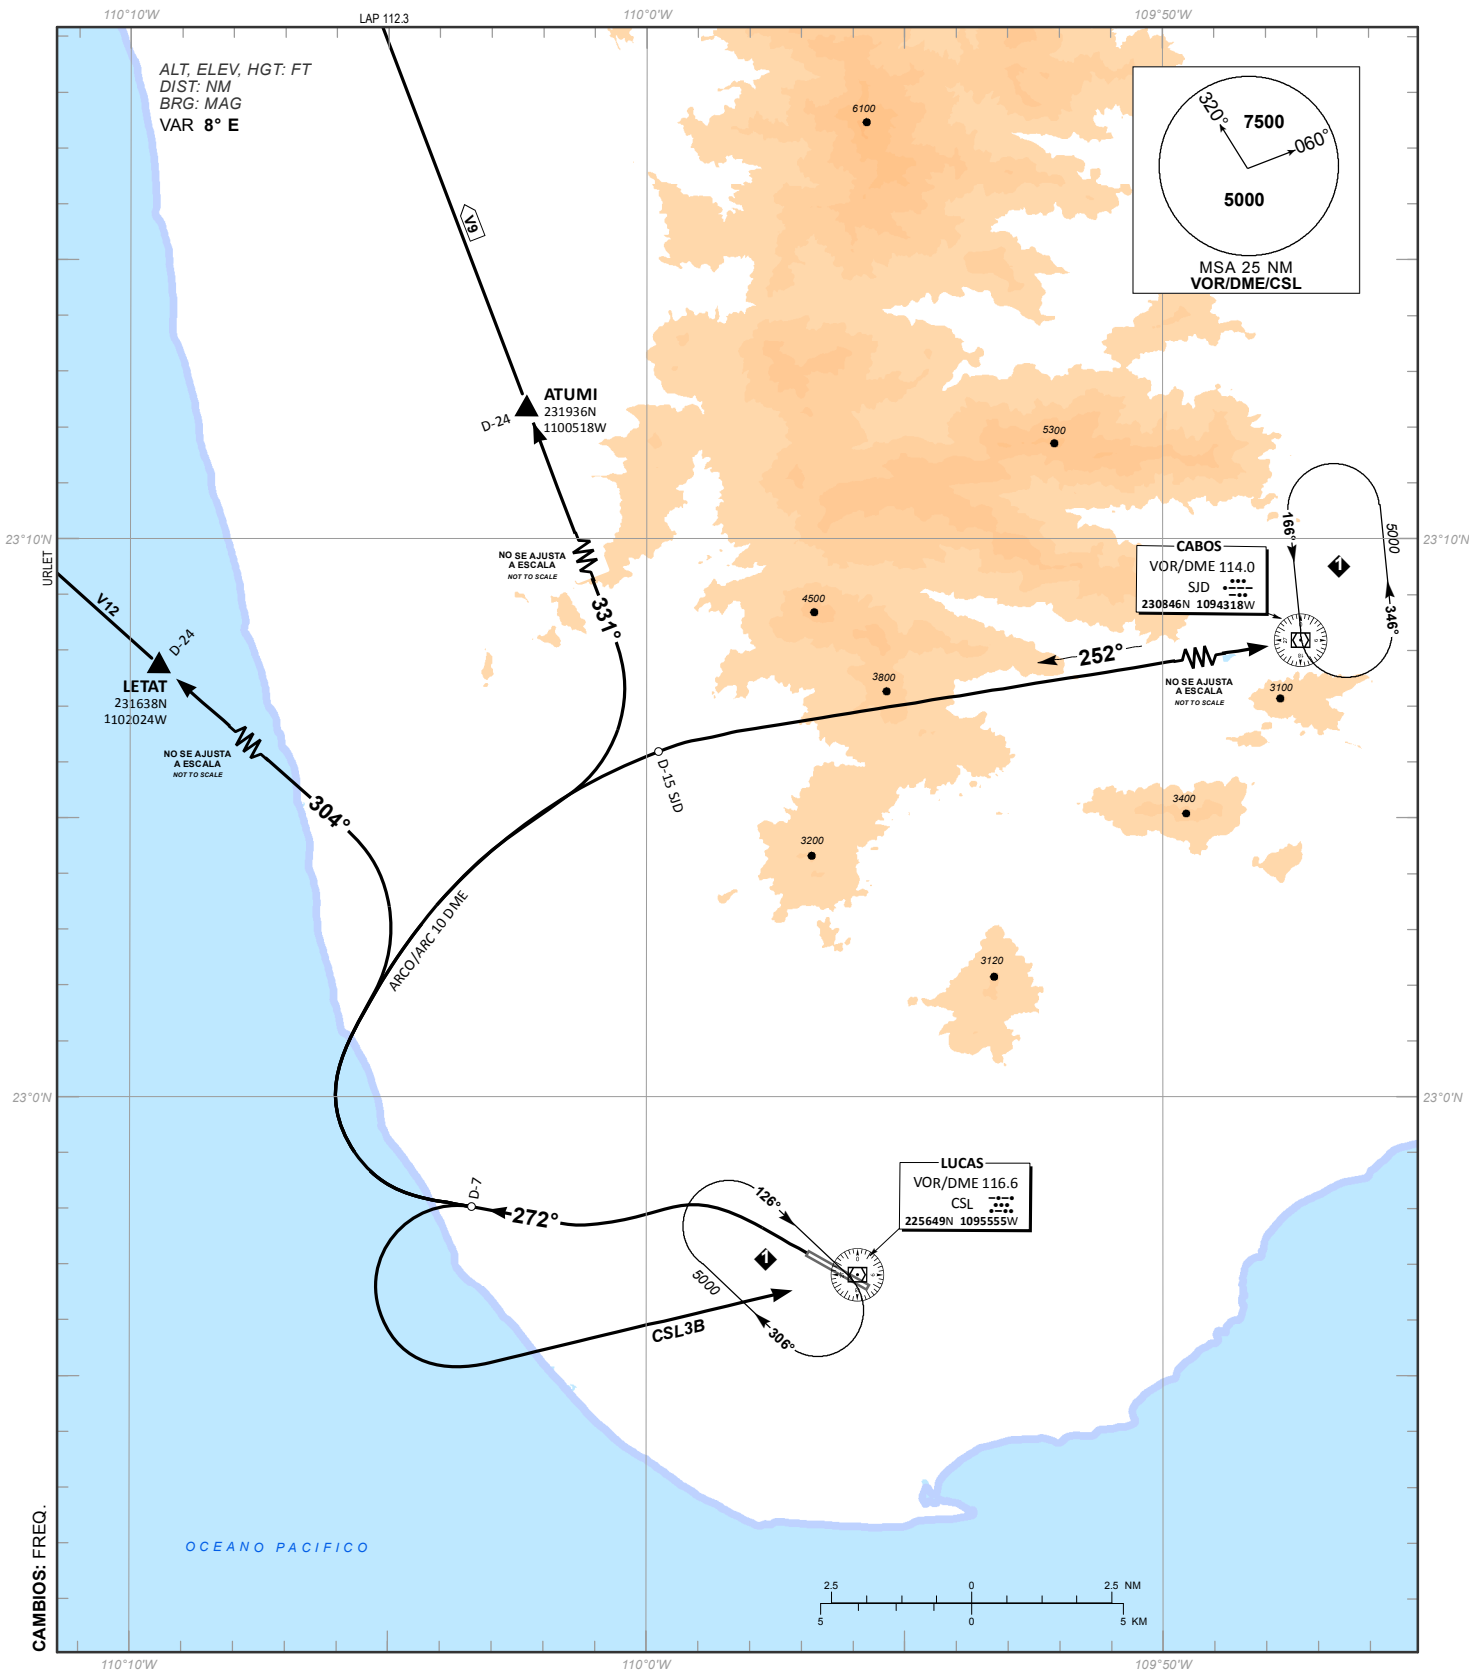 110°10'W
110°0'W
109°50'W
LAP 112.3
ALT, ELEV, HGT: FT
DIST: NM
BRG: MAG
VAR 8° E
6100
320°
7500
060°
5000
MSA 25 NM
VOR/DME/CSL
V9
ATUMI
231936N
1100518W
D-24
5300
23°10'N
23°10'N
URLET
166°
5000
1
346°
NO SE AJUSTA
A ESCALA
NOT TO SCALE
CABOS
VOR/DME 114.0
SJD
230846N 1094318W
V12
D-24
331°
4500
LETAT
231638N
1102024W
252°
3800
NO SE AJUSTA
A ESCALA
NOT TO SCALE
3100
NO SE AJUSTA
A ESCALA
NOT TO SCALE
D-15 SJD
304°
3400
3200
ARCO/ARC 10 DME
3120
23°0'N
23°0'N
LUCAS
VOR/DME 116.6
CSL
225649N 1095555W
D-7
126°
272°
1
5000
CSL3B
306°
CAMBIOS: FREQ.
OCEANO PACIFICO
2.5 0 2.5 NM
5 0 5 KM
110°10'W
110°0'W
109°50'W